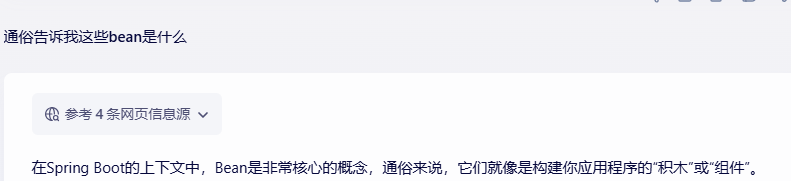 通俗告诉我这些bean是什么
参考 4 条网页信息源
在Spring Boot的上下文中，Bean是非常核心的概念，通俗来说，它们就像是构建你应用程序的"积木"或"组件"。